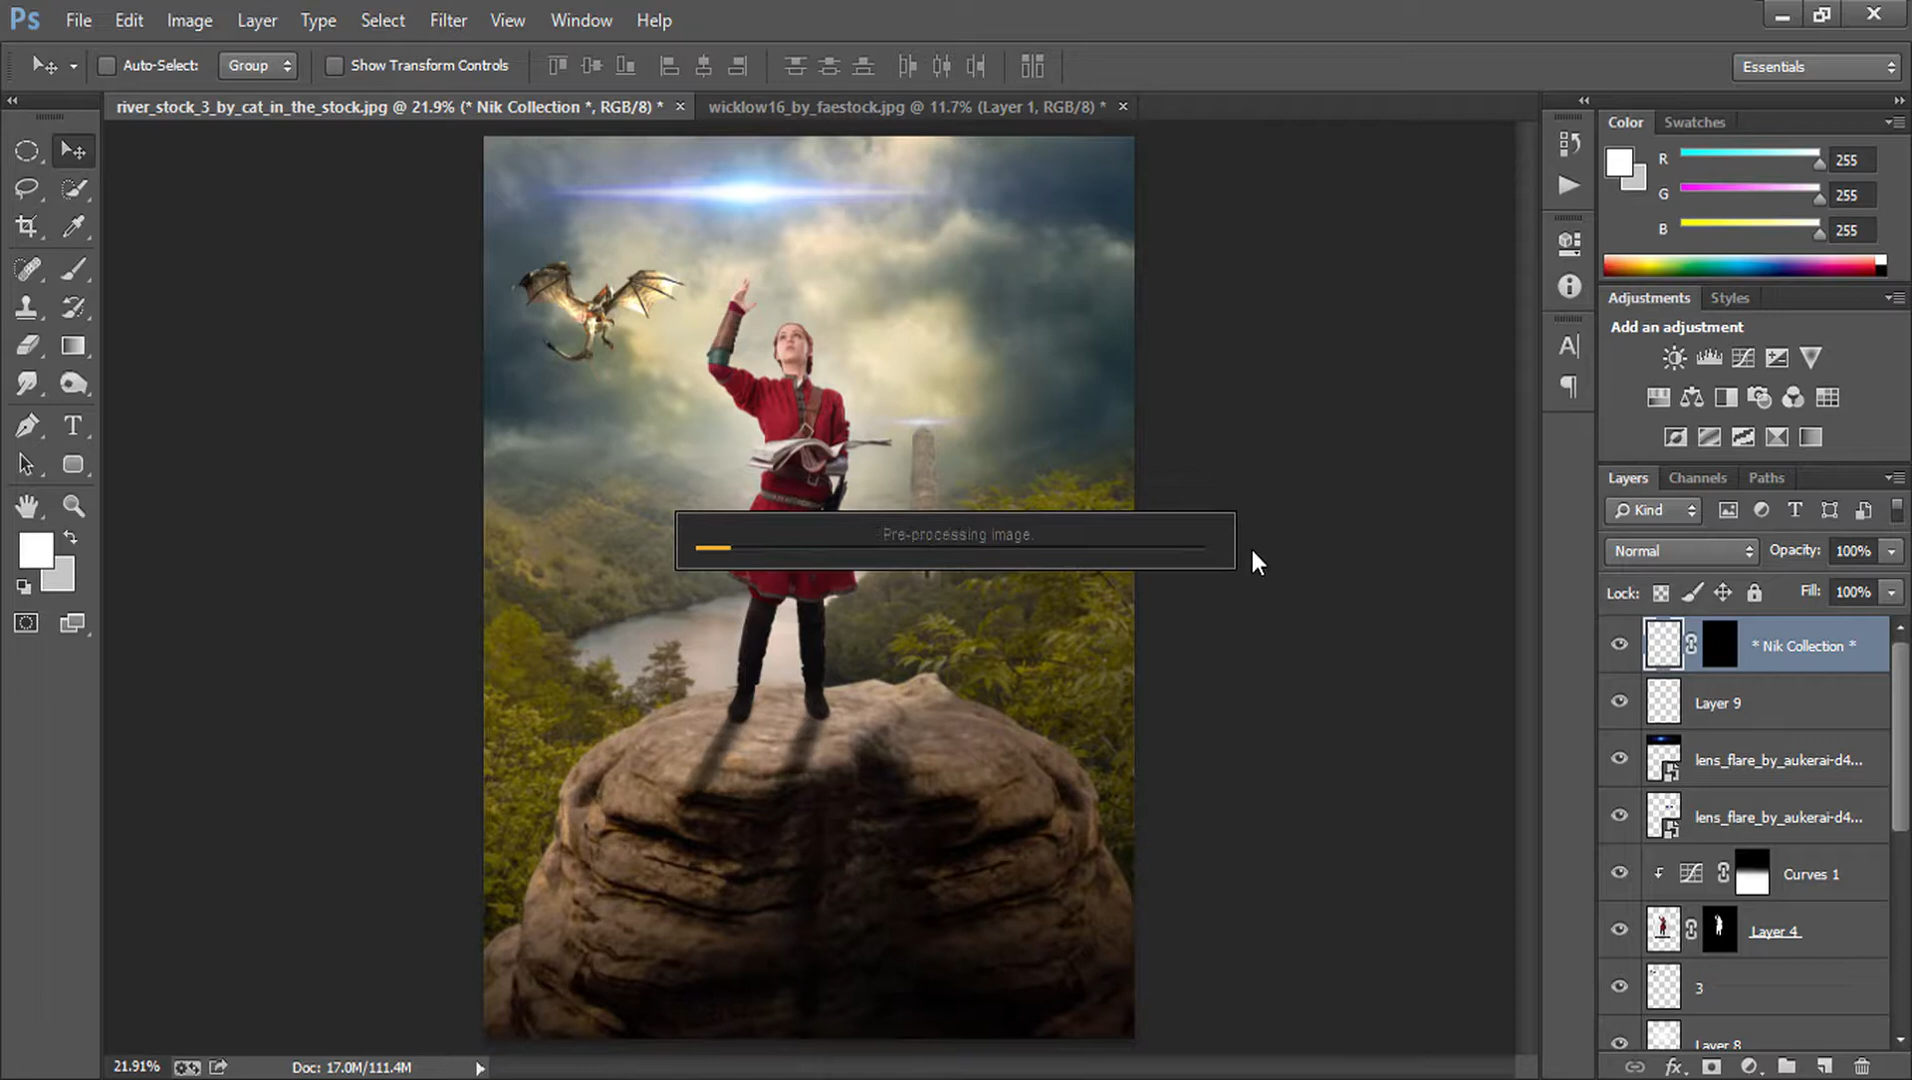 Ps File Edit Image Layer Type Select Filter View Window Help
Auto-Select: Group Show Transform Controls Essentials
river_stock_3_by_cat_in_the_stock.jpg @ 21.9% (* Nik Collection *, RGB/8) * × wicklow16_by_faestock.jpg @ 11.7% (Layer 1, RGB/8) * ×
Color Swatches
R 255
G 195
B 230
Adjustments Styles
Add an adjustment
Layers Channels Paths
Kind
Normal Opacity: 100%
Lock: Fill: 100%
* Nik Collection *
Layer 9
lens_flare_by_aukerai-d4...
lens_flare_by_aukerai-d4...
Curves 1
Layer 4
3
Layer 8
Pre-processing image.
21.91% Doc: 17.0M/111.4M